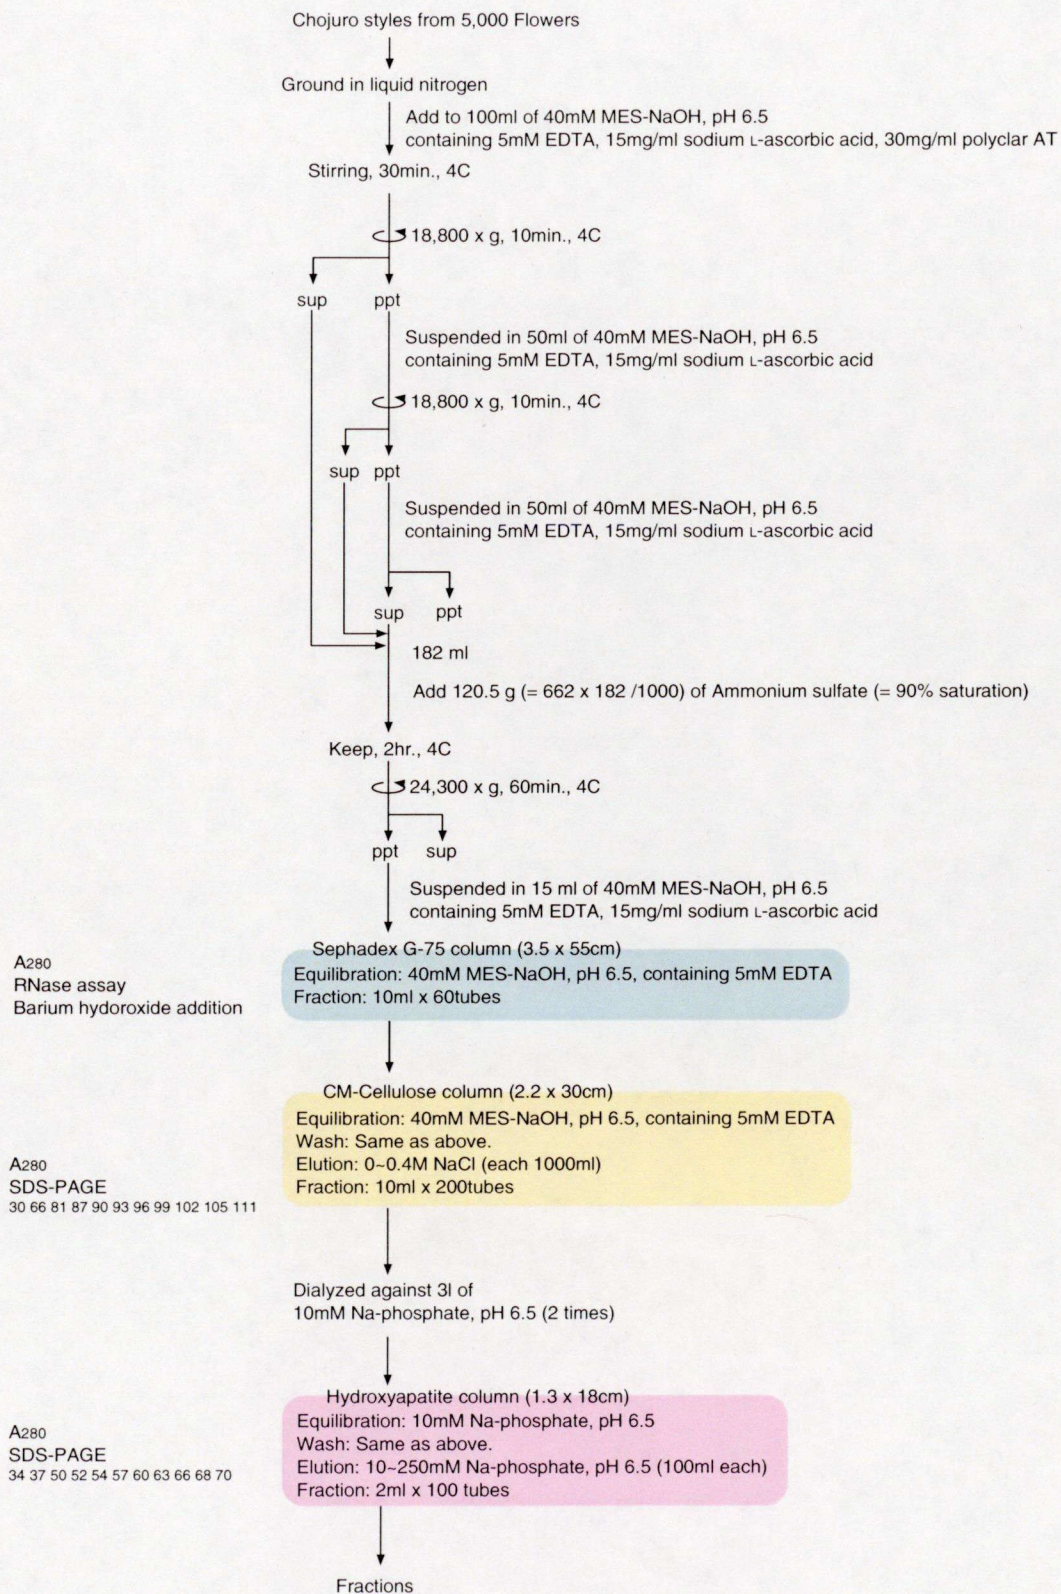 Chojuro styles from 5,000 Flowers
Ground in liquid nitrogen
Add to 100ml of 40mM MES-NaOH, pH 6.5
containing 5mM EDTA, 15mg/ml sodium L-ascorbic acid, 30mg/ml polyclar AT
Stirring, 30min., 4C
18,800 x g, 10min., 4C
sup ppt
Suspended in 50ml of 40mM MES-NaOH, pH 6.5
containing 5mM EDTA, 15mg/ml sodium L-ascorbic acid
18,800 x g, 10min., 4C
sup ppt
Suspended in 50ml of 40mM MES-NaOH, pH 6.5
containing 5mM EDTA, 15mg/ml sodium L-ascorbic acid
sup ppt
182 ml
Add 120.5 g (= 662 x 182 /1000) of Ammonium sulfate (= 90% saturation)
Keep, 2hr., 4C
24,300 x g, 60min., 4C
ppt sup
Suspended in 15 ml of 40mM MES-NaOH, pH 6.5
containing 5mM EDTA, 15mg/ml sodium L-ascorbic acid
A280
RNase assay
Barium hydoroxide addition
Sephadex G-75 column (3.5 x 55cm)
Equilibration: 40mM MES-NaOH, pH 6.5, containing 5mM EDTA
Fraction: 10ml x 60tubes
CM-Cellulose column (2.2 x 30cm)
Equilibration: 40mM MES-NaOH, pH 6.5, containing 5mM EDTA
Wash: Same as above.
Elution: 0~0.4M NaCl (each 1000ml)
Fraction: 10ml x 200tubes
A280
SDS-PAGE
30 66 81 87 90 93 96 99 102 105 111
Dialyzed against 3l of
10mM Na-phosphate, pH 6.5 (2 times)
Hydroxyapatite column (1.3 x 18cm)
Equilibration: 10mM Na-phosphate, pH 6.5
Wash: Same as above.
Elution: 10~250mM Na-phosphate, pH 6.5 (100ml each)
Fraction: 2ml x 100 tubes
A280
SDS-PAGE
34 37 50 52 54 57 60 63 66 68 70
Fractions